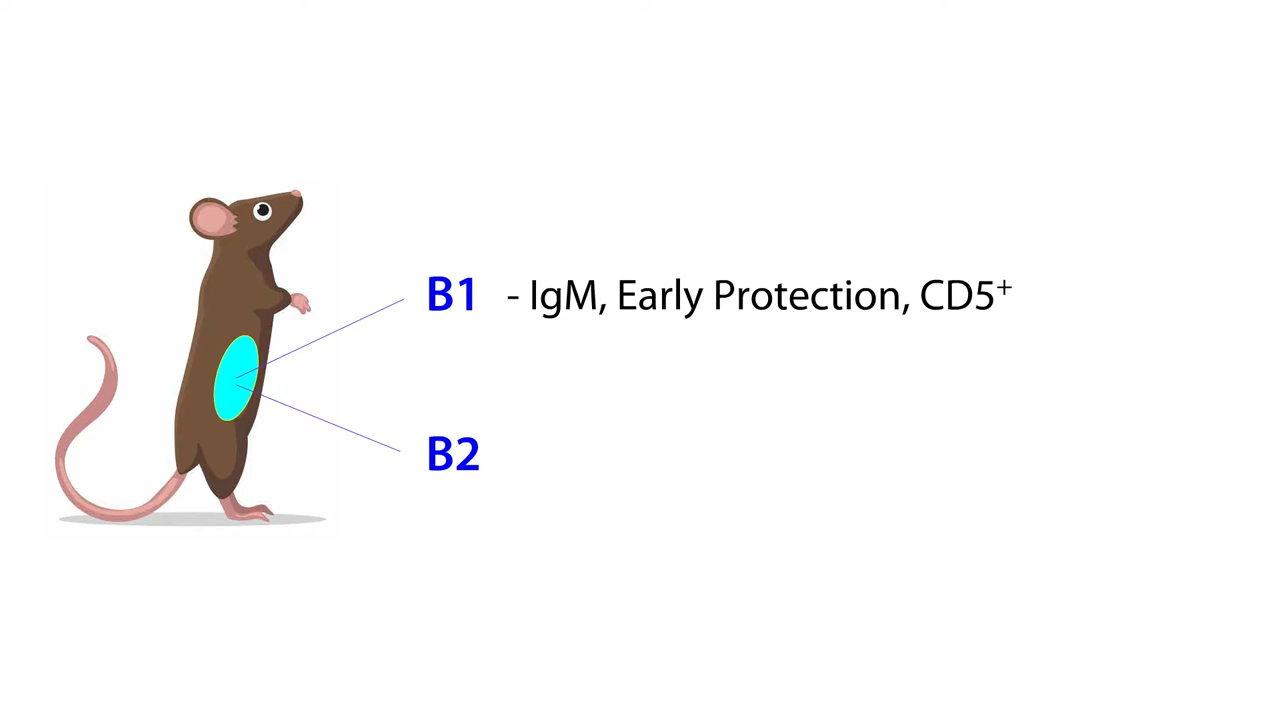 B1 - IgM, Early Protection, CD5⁺
B2